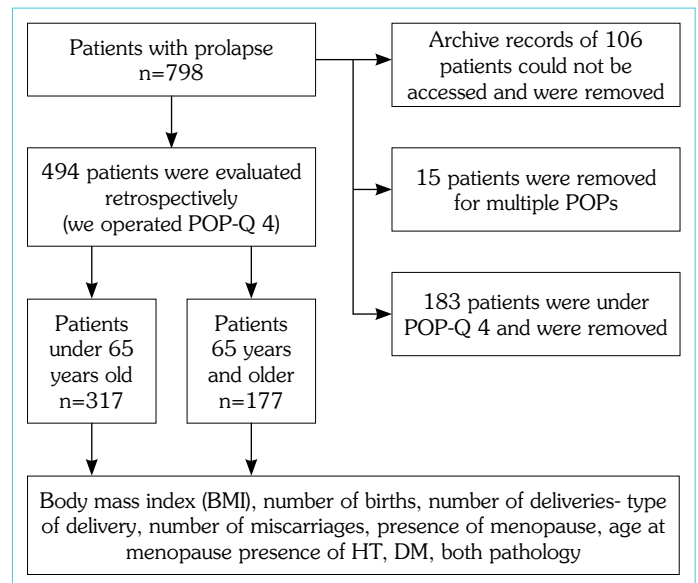 Patients with prolapse
n=798
Archive records of 106
patients could not be
accessed and were removed
494 patients were evaluated
retrospectively
(we operated POP-Q 4)
15 patients were removed
for multiple POPs
183 patients were under
POP-Q 4 and were removed
Patients
under 65
years old
n=317
Patients
65 years
and older
n=177
Body mass index (BMI), number of births, number of deliveries- type
of delivery, number of miscarriages, presence of menopause, age at
menopause presence of HT, DM, both pathology